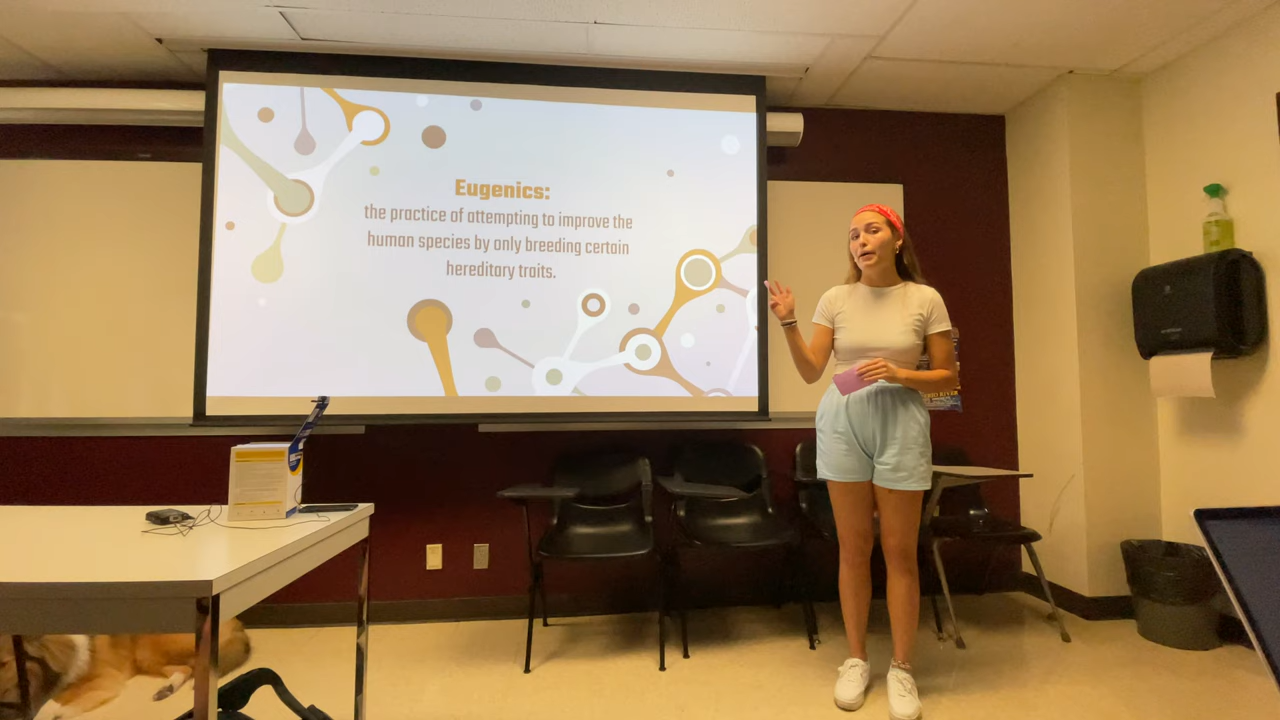 Eugenics:
the practice of attempting to improve the
human species by only breeding certain
hereditary traits.